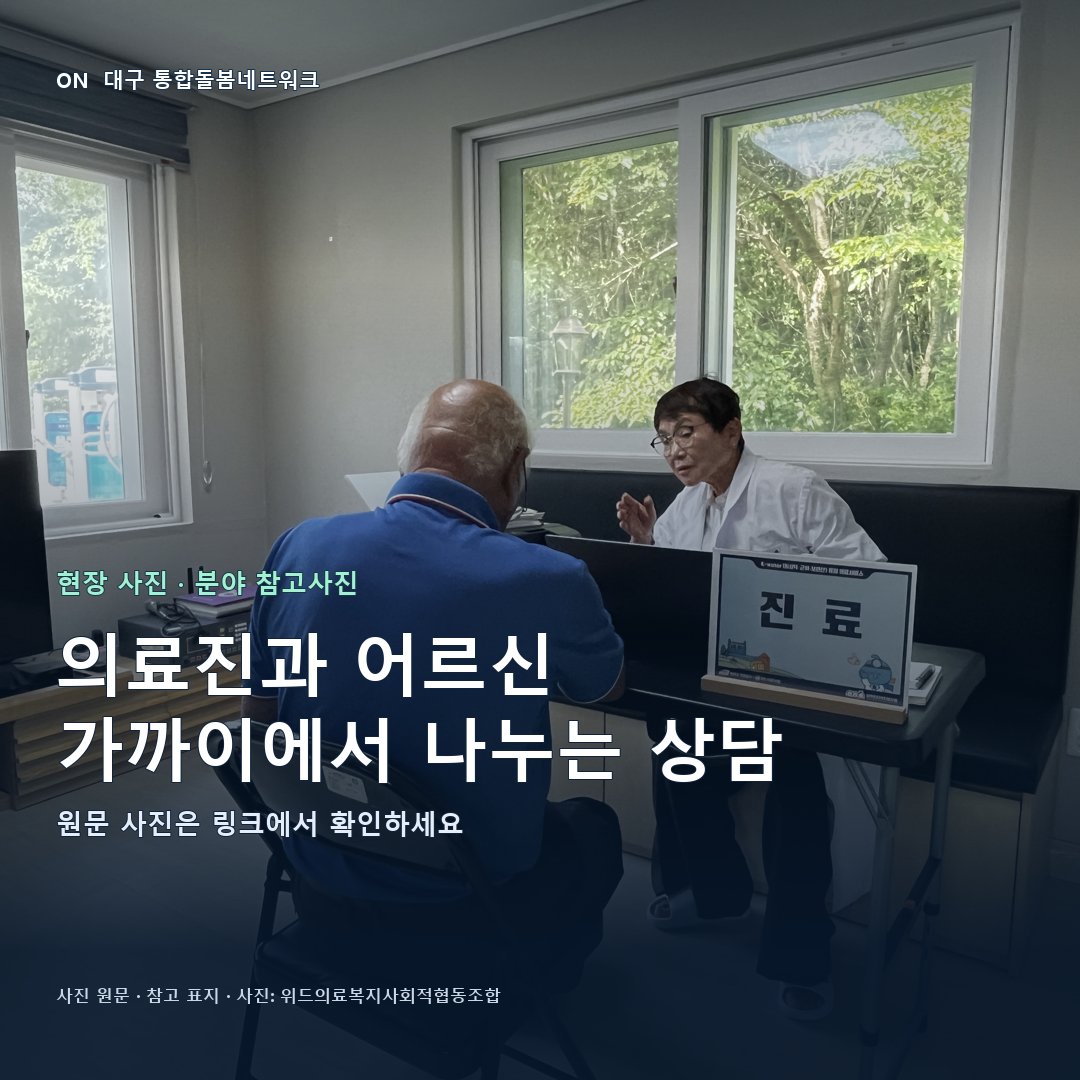 ON 대구 통합돌봄네트워크
현장 사진 · 분야 참고사진
의료진과 어르신
가까이에서 나누는 상담
원문 사진은 링크에서 확인하세요
진 료
사진 원문 · 참고 표지 · 사진: 위드의료복지사회적협동조합